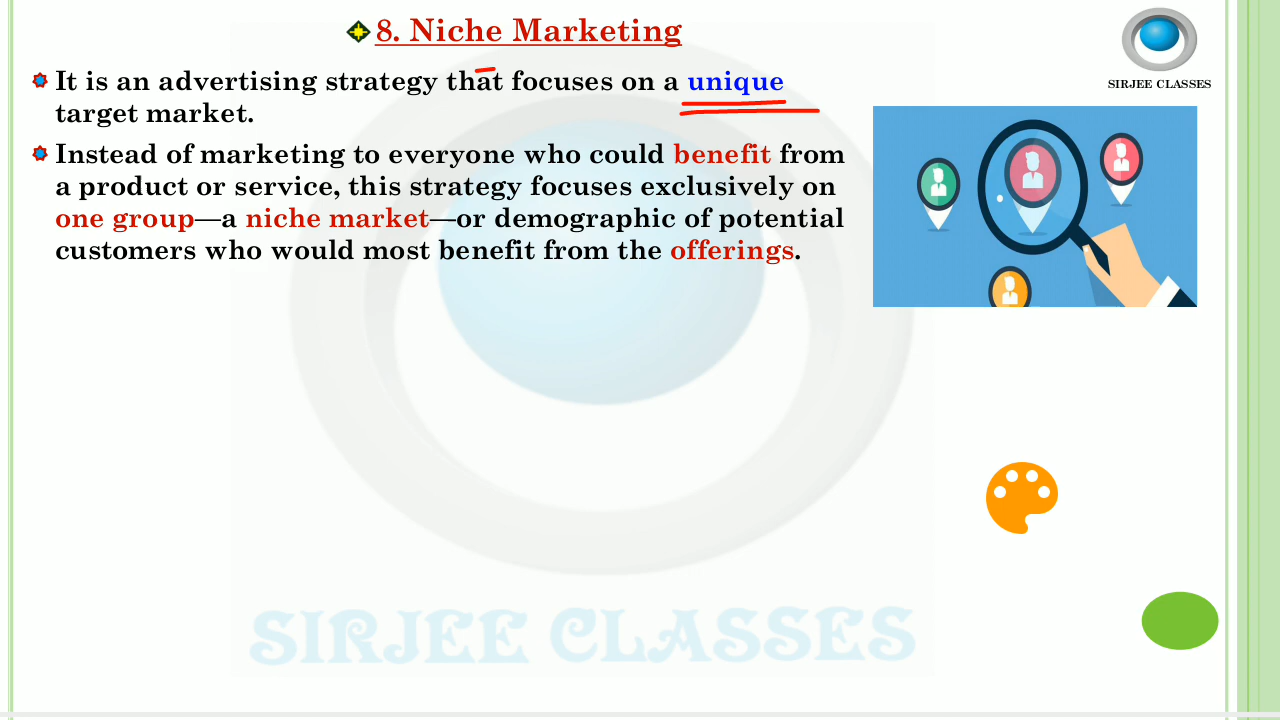 8. Niche Marketing
SIRJEE CLASSES
It is an advertising strategy that focuses on a unique
target market.
Instead of marketing to everyone who could benefit from
a product or service, this strategy focuses exclusively on
one group—a niche market—or demographic of potential
customers who would most benefit from the offerings.
SIRJEE CLASSES